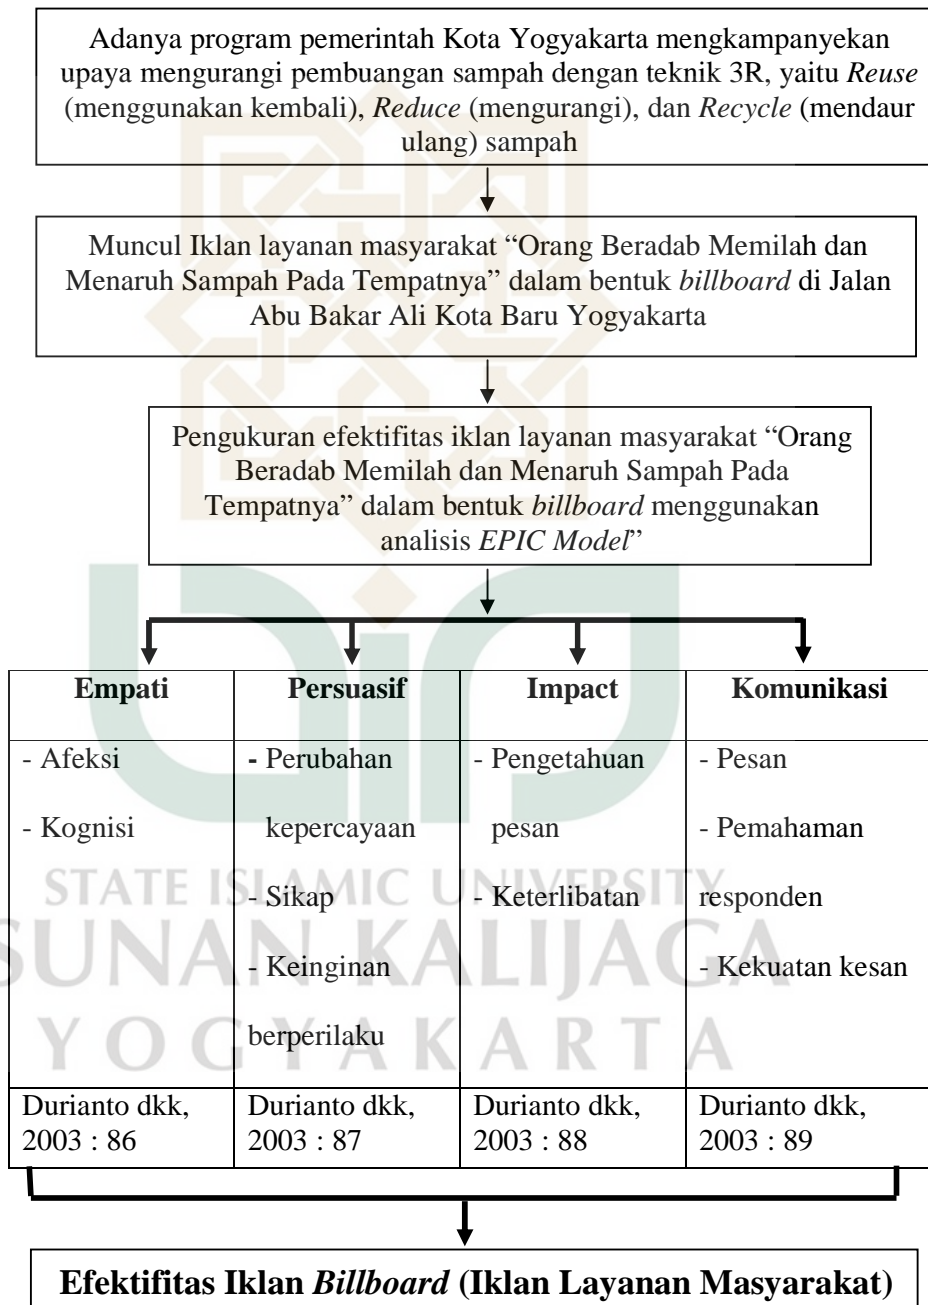 Adanya program pemerintah Kota Yogyakarta mengkampanyekan
upaya mengurangi pembuangan sampah dengan teknik 3R, yaitu Reuse
(menggunakan kembali), Reduce (mengurangi), dan Recycle (mendaur
ulang) sampah
Muncul Iklan layanan masyarakat “Orang Beradab Memilah dan
Menaruh Sampah Pada Tempatnya” dalam bentuk billboard di Jalan
Abu Bakar Ali Kota Baru Yogyakarta
Pengukuran efektifitas iklan layanan masyarakat “Orang
Beradab Memilah dan Menaruh Sampah Pada
Tempatnya” dalam bentuk billboard menggunakan
analisis EPIC Model”
Empati
- Afeksi
- Kognisi
Durianto dkk,
2003 : 86
Persuasif
- Perubahan
kepercayaan
- Sikap
- Keinginan
berperilaku
Durianto dkk,
2003 : 87
Impact
- Pengetahuan
pesan
- Keterlibatan
Durianto dkk,
2003 : 88
Komunikasi
- Pesan
- Pemahaman
responden
- Kekuatan kesan
Durianto dkk,
2003 : 89
Efektifitas Iklan Billboard (Iklan Layanan Masyarakat)
STATE ISLAMIC UNIVERSITY
SUNAN KALIJAGA
YOGYAKARTA